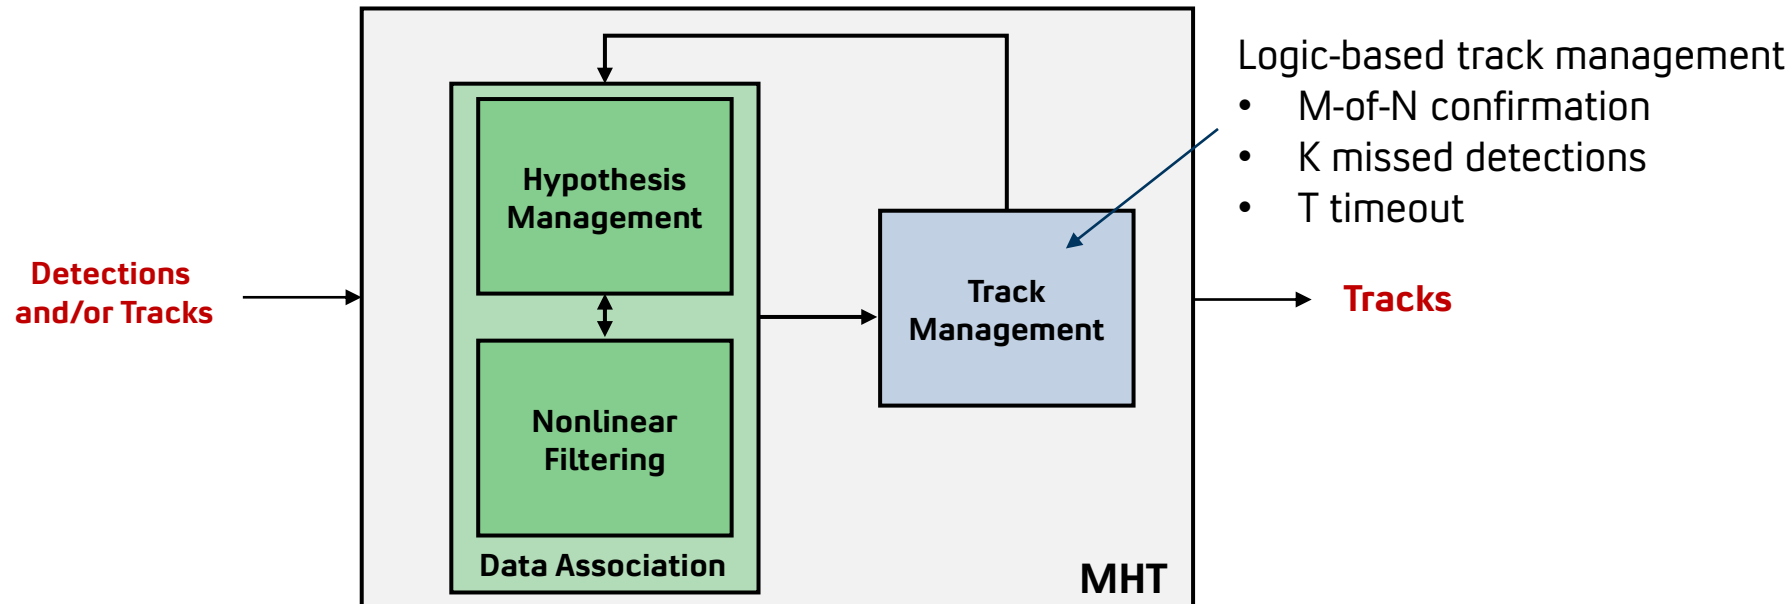 Detections
and/or Tracks
Hypothesis
Management
Nonlinear
Filtering
Data Association
Track
Management
MHT
Logic-based track management
• M-of-N confirmation
• K missed detections
• T timeout
Tracks